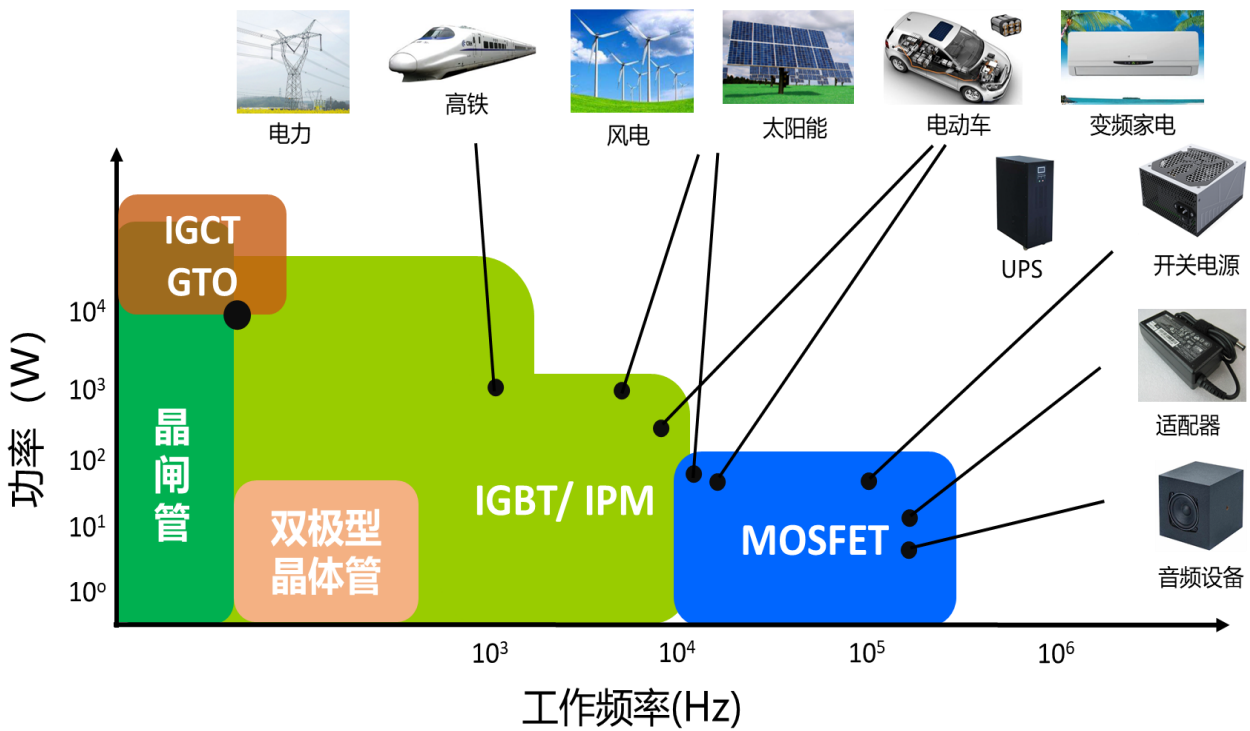 电力
高铁
风电
太阳能
电动车
变频家电
UPS
开关电源
适配器
音频设备
IGCT
GTO
晶
闸
管
双极型
晶体管
IGBT/ IPM
MOSFET
功率 (W)
10⁴
10³
10²
10¹
10⁰
10³
10⁴
10⁵
10⁶
工作频率(Hz)